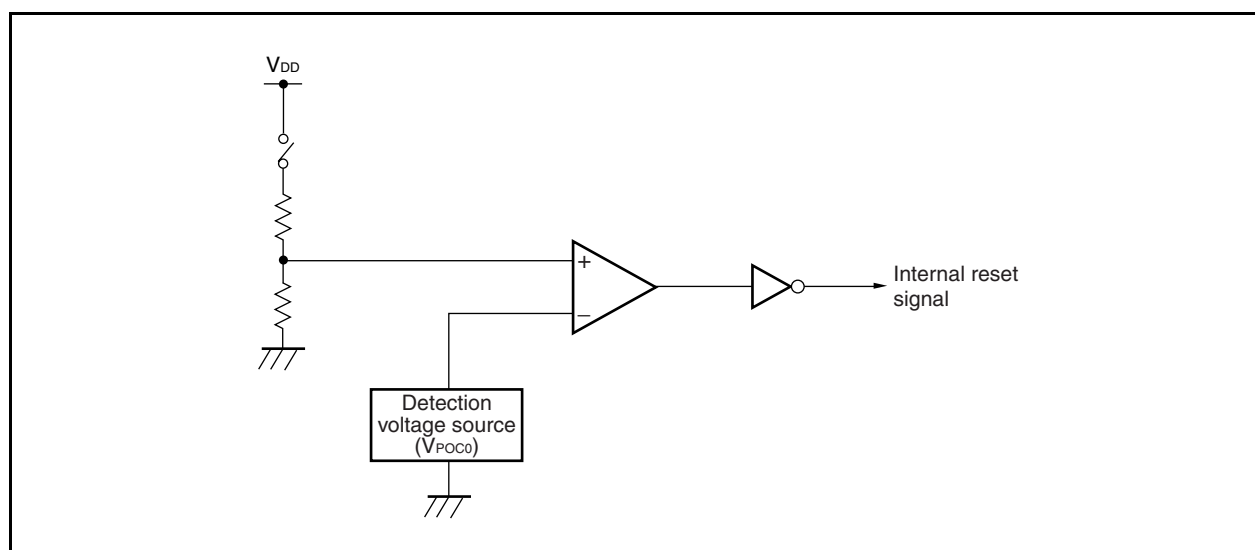 VDD
+
−
Internal reset
signal
Detection
voltage source
(VPOC0)